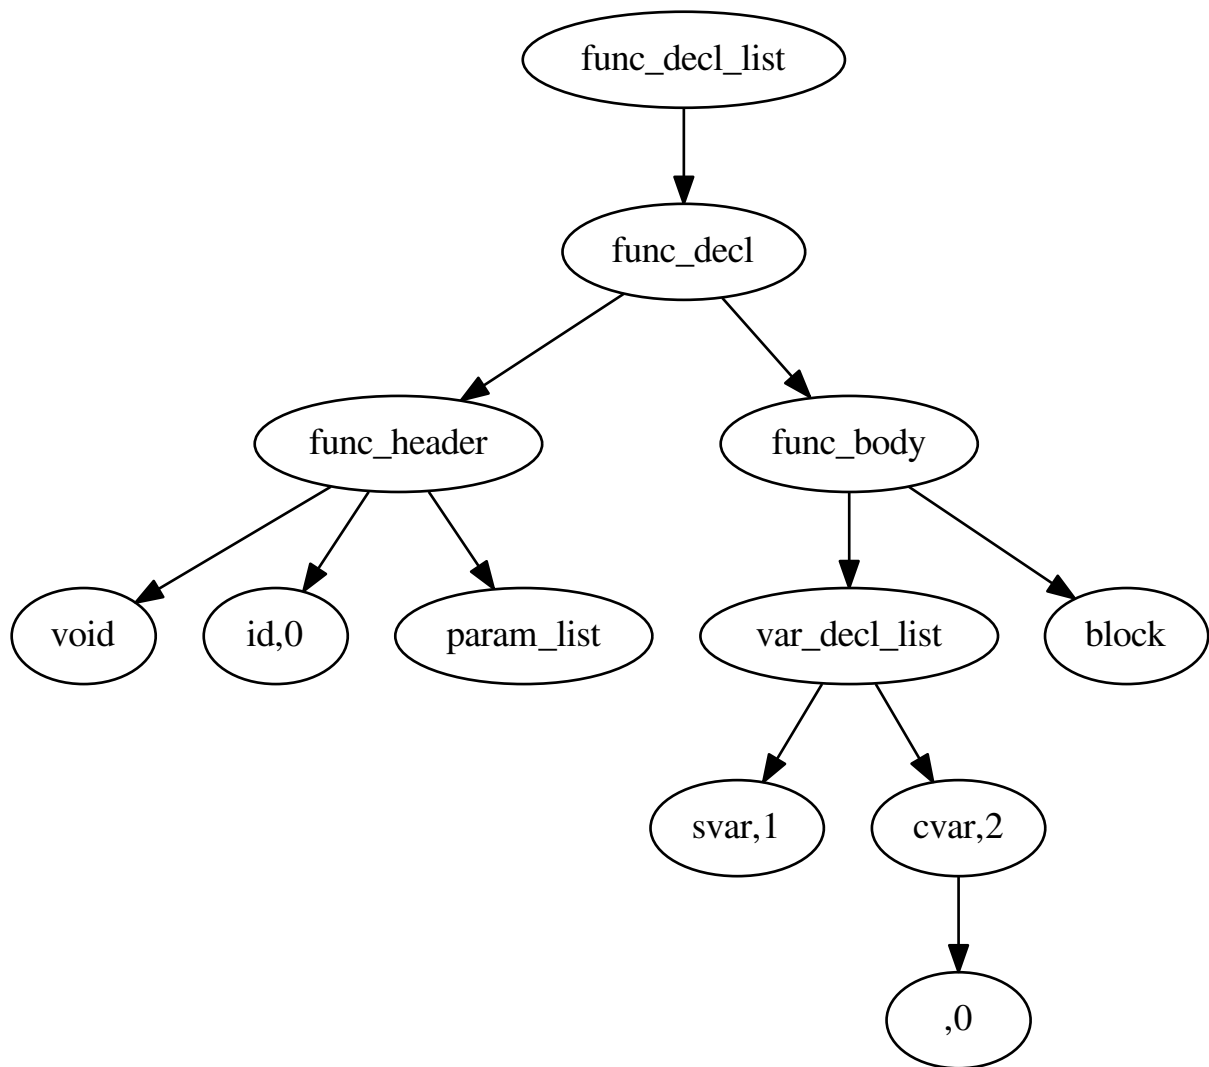 func_decl_list
func_decl
func_header
func_body
void
id,0
param_list
var_decl_list
block
svar,1
cvar,2
,0